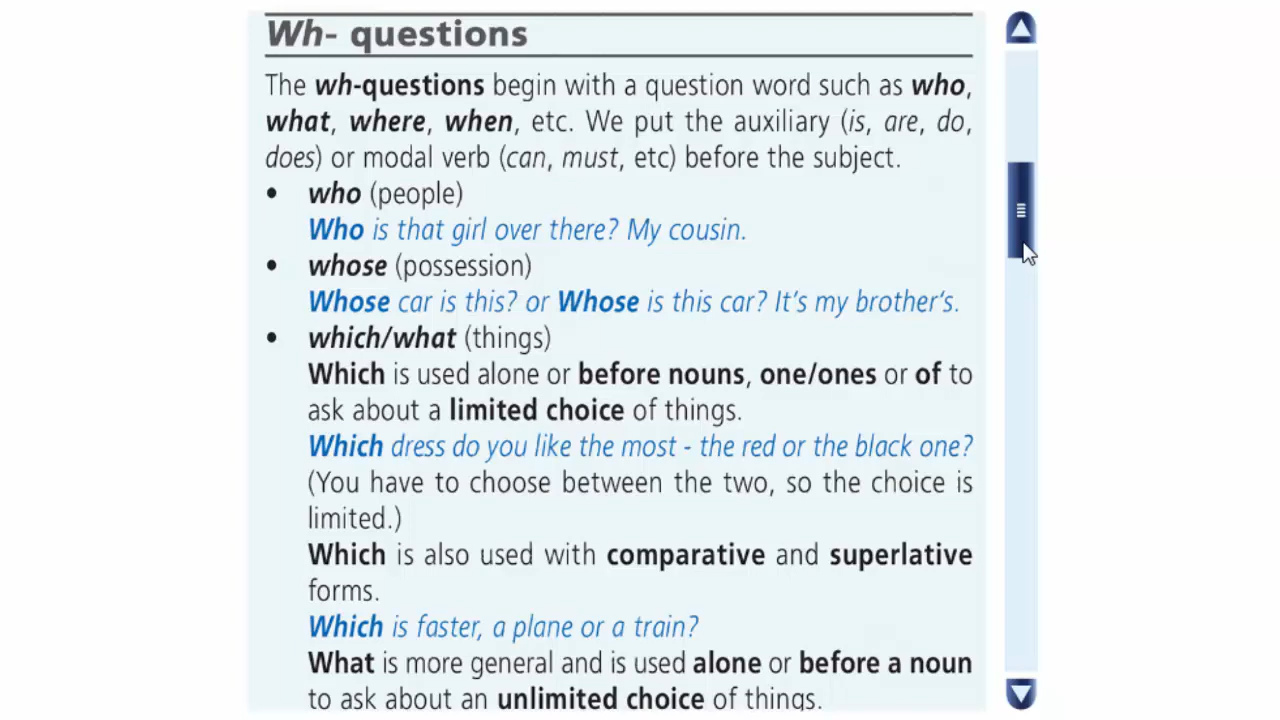 Wh- questions
The wh-questions begin with a question word such as who,
what, where, when, etc. We put the auxiliary (is, are, do,
does) or modal verb (can, must, etc) before the subject.
• who (people)
Who is that girl over there? My cousin.
• whose (possession)
Whose car is this? or Whose is this car? It's my brother's.
• which/what (things)
Which is used alone or before nouns, one/ones or of to
ask about a limited choice of things.
Which dress do you like the most - the red or the black one?
(You have to choose between the two, so the choice is
limited.)
Which is also used with comparative and superlative
forms.
Which is faster, a plane or a train?
What is more general and is used alone or before a noun
to ask about an unlimited choice of things.